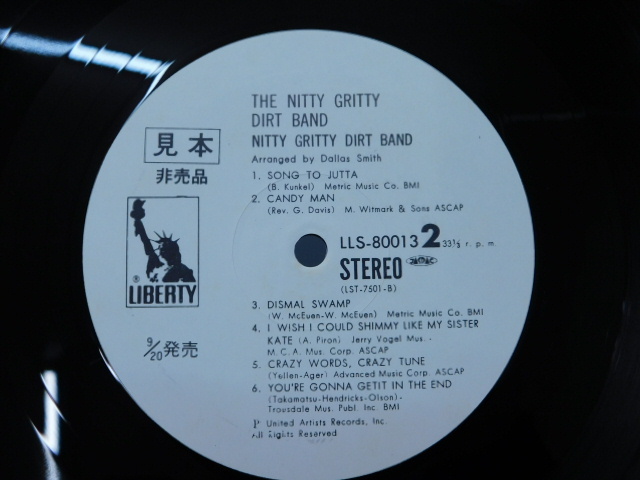 THE NITTY GRITTY
DIRT BAND
NITTY GRITTY DIRT BAND
Arranged by Dallas Smith
見本
非売品
1. SONG TO JUTTA
(B. Kunkel) Metric Music Co. BMI
2. CANDY MAN
(Rev. G. Davis) M. Witmark & Sons ASCAP
LLS-80013 2 33⅓ r. p. m.
STEREO
(LST-7501-B)
® LIBERTY
9/20発売
3. DISMAL SWAMP
(W. McEuen-W. McEuen) Metric Music Co. BMI
4. I WISH I COULD SHIMMY LIKE MY SISTER
KATE (A. Piron) Jerry Vogel Mus. -
M. C. A. Mus. Corp. ASCAP
5. CRAZY WORDS, CRAZY TUNE
(Yellen-Ager) Advanced Music Corp. ASCAP
6. YOU'RE GONNA GETIT IN THE END
(Takamatsu-Hendricks-Olson) -
Trousdale Mus. Publ. Inc BMI
P United Artists Records, Inc.
All Rights Reserved